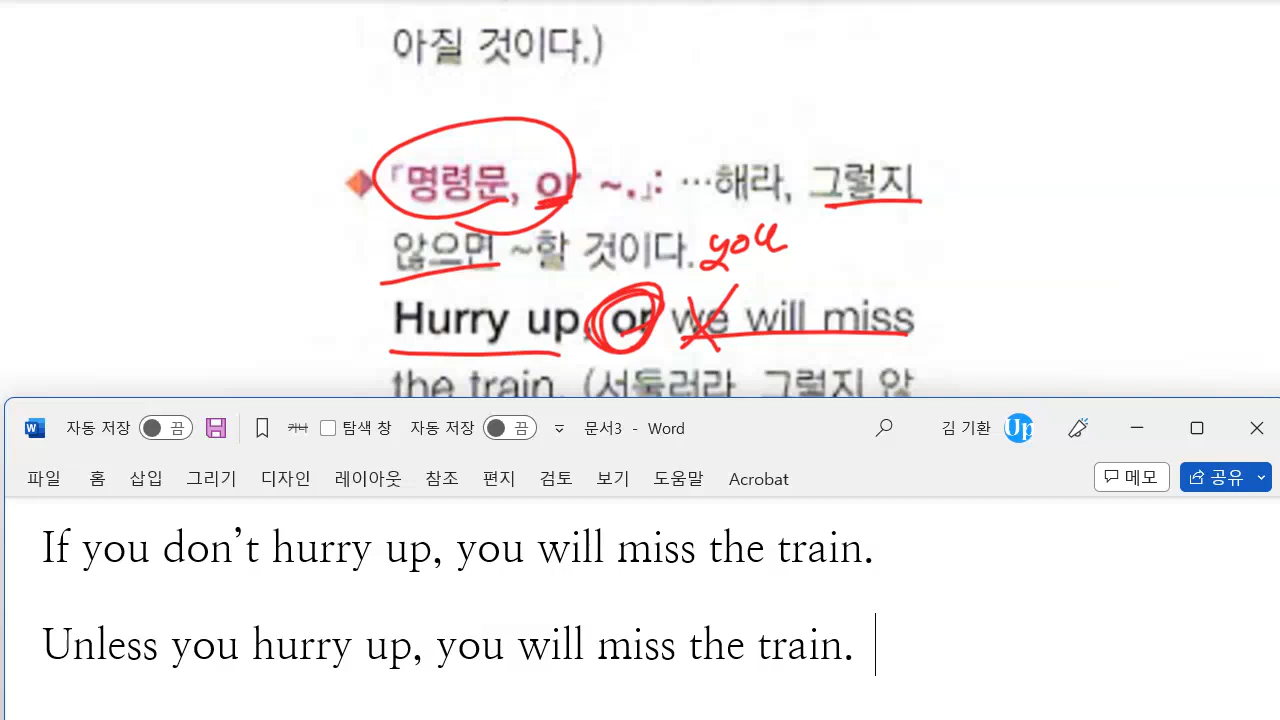 아질 것이다.)
『명령문, or ~.』: …해라, 그렇지
않으면 ~할 것이다. you
Hurry up, or we will miss
the train. (서둘러라, 그렇지 않
자동 저장 끔 가나 탐색 창 자동 저장 끔 문서3 - Word 김 기환 Up
파일 홈 삽입 그리기 디자인 레이아웃 참조 편지 검토 보기 도움말 Acrobat 메모 공유
If you don’t hurry up, you will miss the train.
Unless you hurry up, you will miss the train.